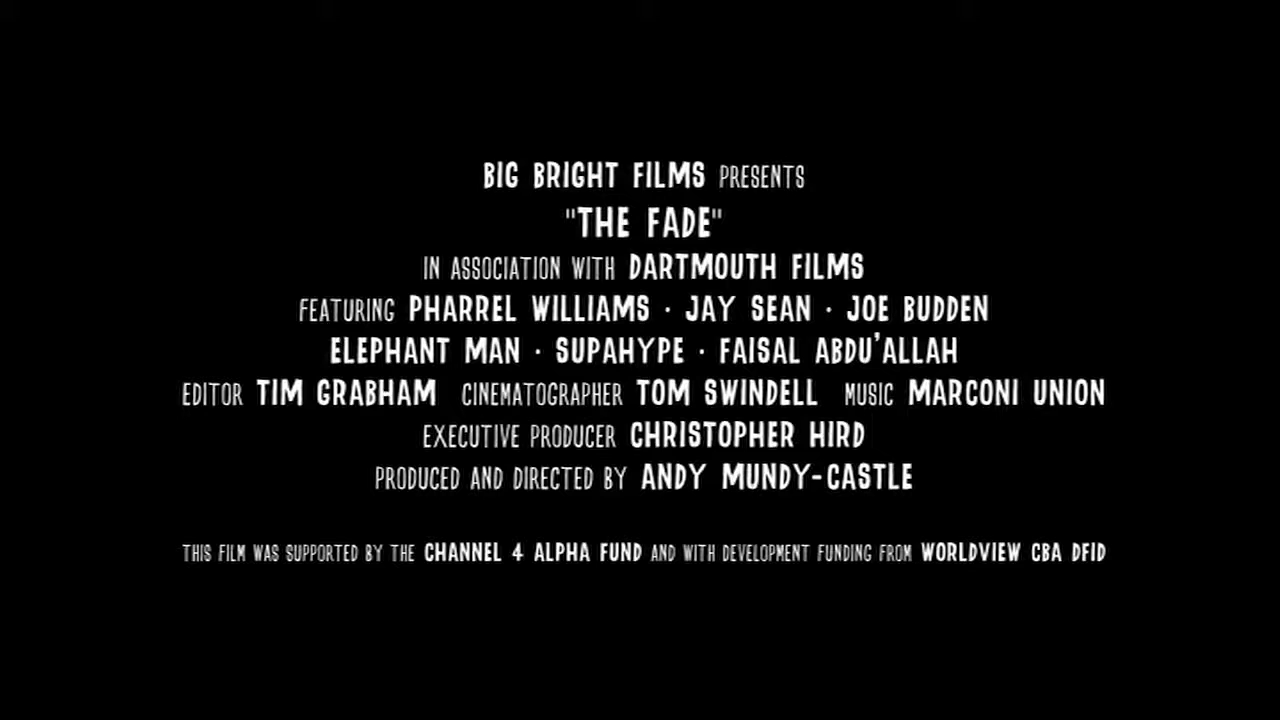 BIG BRIGHT FILMS PRESENTS
"THE FADE"
IN ASSOCIATION WITH DARTMOUTH FILMS
FEATURING PHARREL WILLIAMS · JAY SEAN · JOE BUDDEN
ELEPHANT MAN · SUPAHYPE · FAISAL ABDU'ALLAH
EDITOR TIM GRABHAM CINEMATOGRAPHER TOM SWINDELL MUSIC MARCONI UNION
EXECUTIVE PRODUCER CHRISTOPHER HIRD
PRODUCED AND DIRECTED BY ANDY MUNDY-CASTLE
THIS FILM WAS SUPPORTED BY THE CHANNEL 4 ALPHA FUND AND WITH DEVELOPMENT FUNDING FROM WORLDVIEW CBA DFID